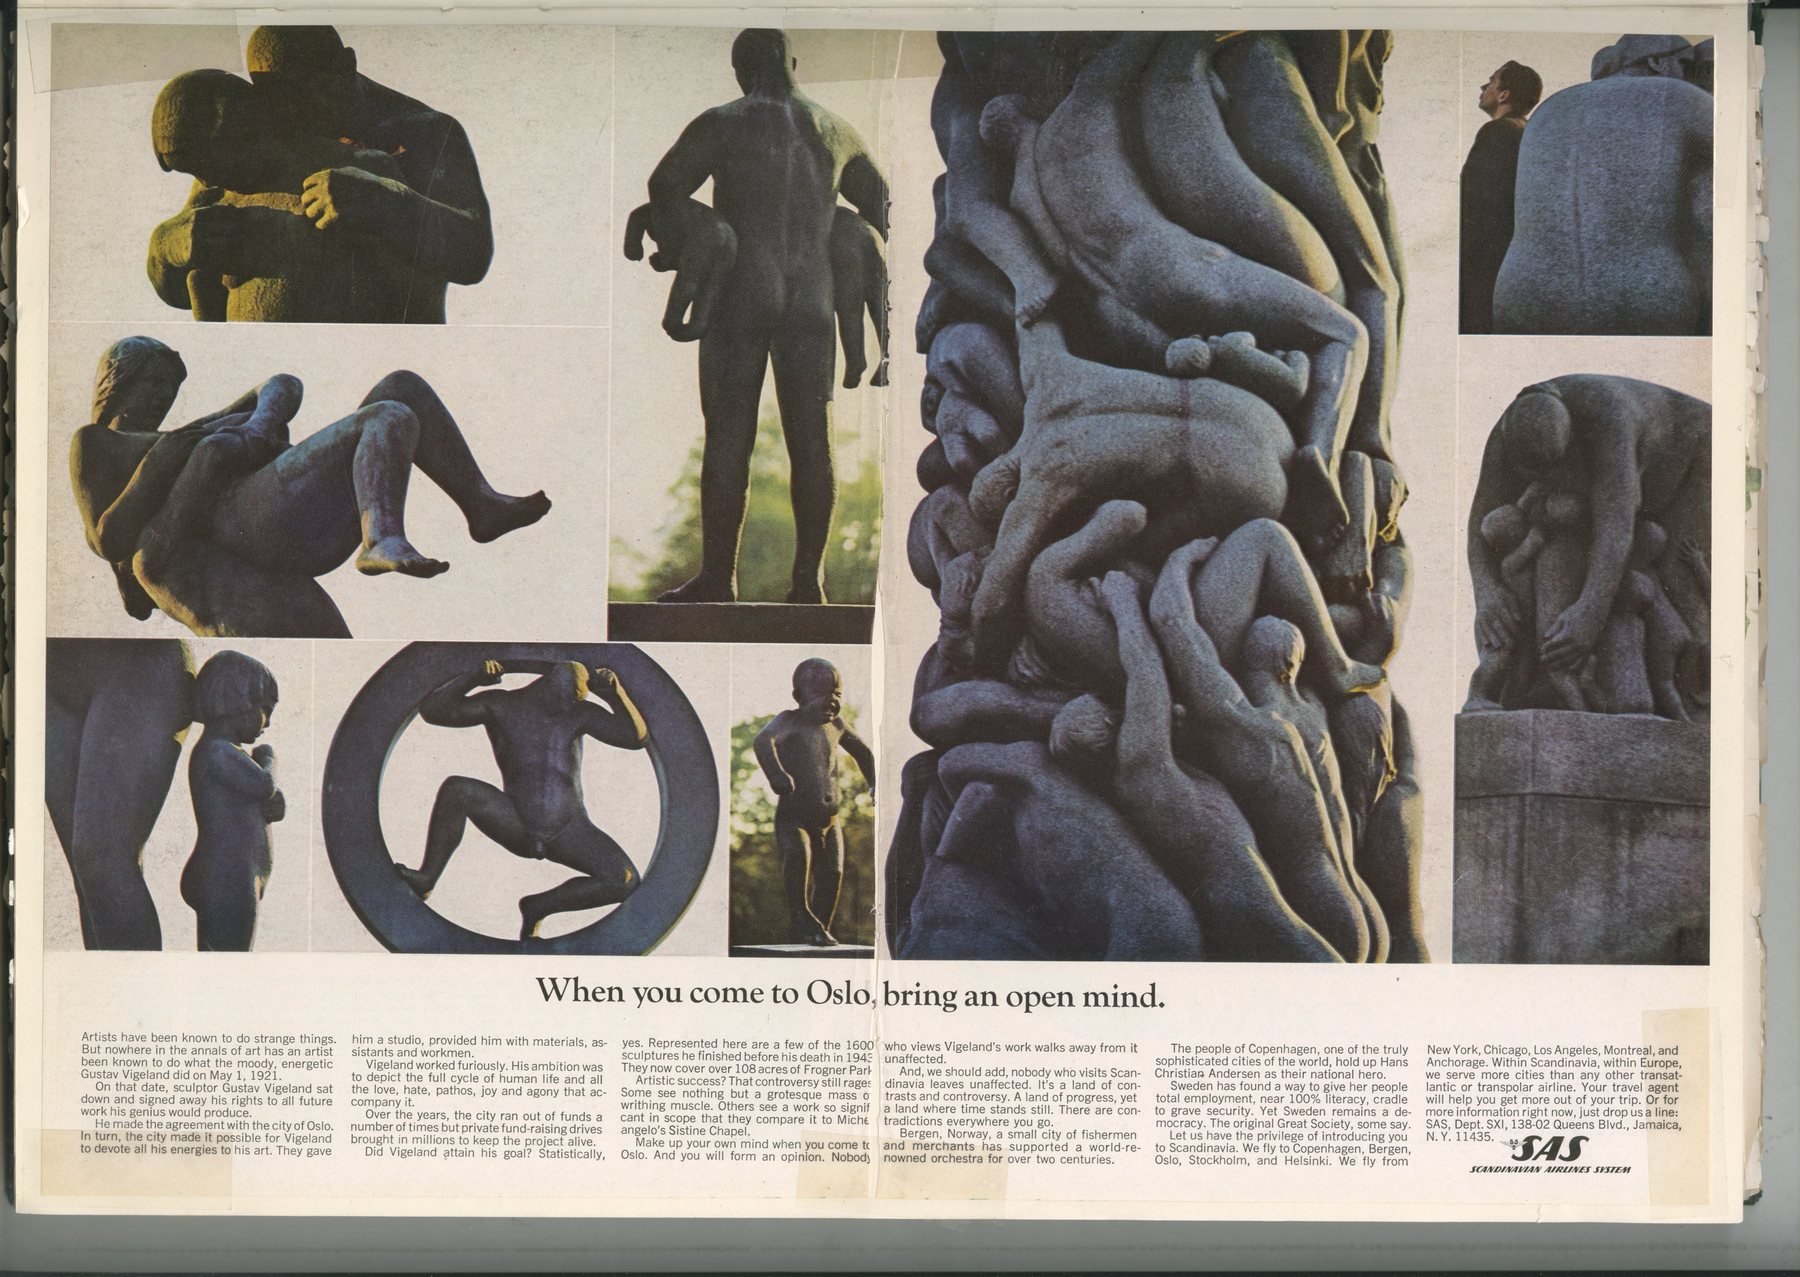 When you come to Oslo, bring an open mind.
Artists have been known to do strange things.
But nowhere in the annals of art has an artist
been known to do what the moody, energetic
Gustav Vigeland did on May 1, 1921.
On that date, sculptor Gustav Vigeland sat
down and signed away his rights to all future
work his genius would produce.
He made the agreement with the city of Oslo.
In turn, the city made it possible for Vigeland
to devote all his energies to his art. They gave
him a studio, provided him with materials, as-
sistants and workmen.
Vigeland worked furiously. His ambition was
to depict the full cycle of human life and all
the love, hate, pathos, joy and agony that ac-
company it.
Over the years, the city ran out of funds a
number of times but private fund-raising drives
brought in millions to keep the project alive.
Did Vigeland attain his goal? Statistically,
yes. Represented here are a few of the 1600
sculptures he finished before his death in 1943
They now cover over 108 acres of Frogner Park
Artistic success? That controversy still rages
Some see nothing but a grotesque mass o
writhing muscle. Others see a work so signif
cant in scope that they compare it to Miche
angelo's Sistine Chapel.
Make up your own mind when you come to
Oslo. And you will form an opinion. Nobody
who views Vigeland's work walks away from it
unaffected.
And, we should add, nobody who visits Scan-
dinavia leaves unaffected. It's a land of con-
trasts and controversy. A land of progress, yet
a land where time stands still. There are con-
tradictions everywhere you go.
Bergen, Norway, a small city of fishermen
and merchants has supported a world-re-
nowned orchestra for over two centuries.
The people of Copenhagen, one of the truly
sophisticated cities of the world, hold up Hans
Christian Andersen as their national hero.
Sweden has found a way to give her people
total employment, near 100% literacy, cradle
to grave security. Yet Sweden remains a de-
mocracy. The original Great Society, some say.
Let us have the privilege of introducing you
to Scandinavia. We fly to Copenhagen, Bergen,
Oslo, Stockholm, and Helsinki. We fly from
New York, Chicago, Los Angeles, Montreal, and
Anchorage. Within Scandinavia, within Europe,
we serve more cities than any other transat-
lantic or transpolar airline. Your travel agent
will help you get more out of your trip. Or for
more information right now, just drop us a line:
SAS, Dept. SXI, 138-02 Queens Blvd., Jamaica,
N. Y. 11435.
SAS
SCANDINAVIAN AIRLINES SYSTEM